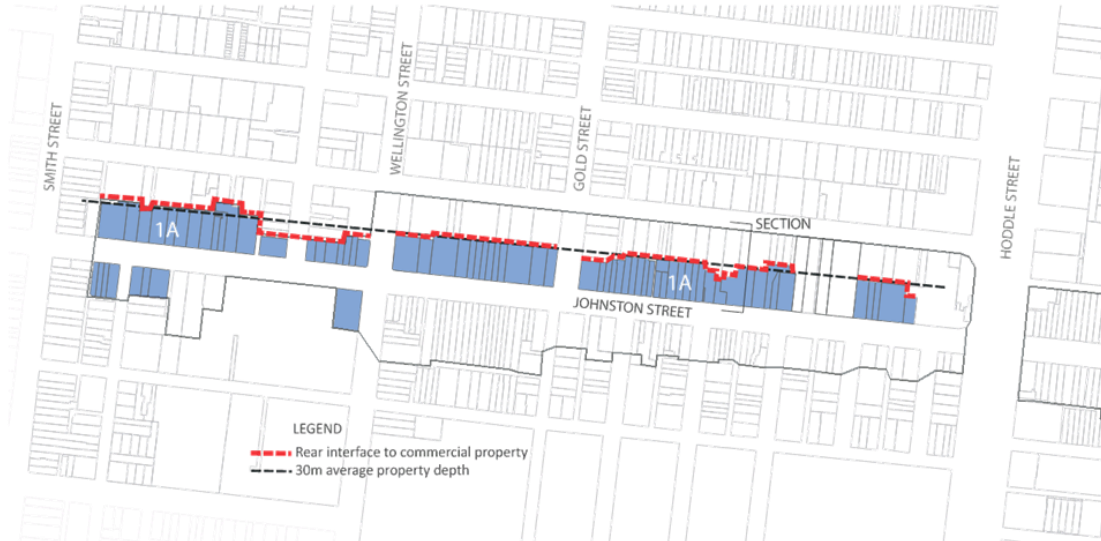 SMITH STREET
WELLINGTON STREET
GOLD STREET
HODDLE STREET
SECTION
1A
1A
JOHNSTON STREET
LEGEND
Rear interface to commercial property
30m average property depth